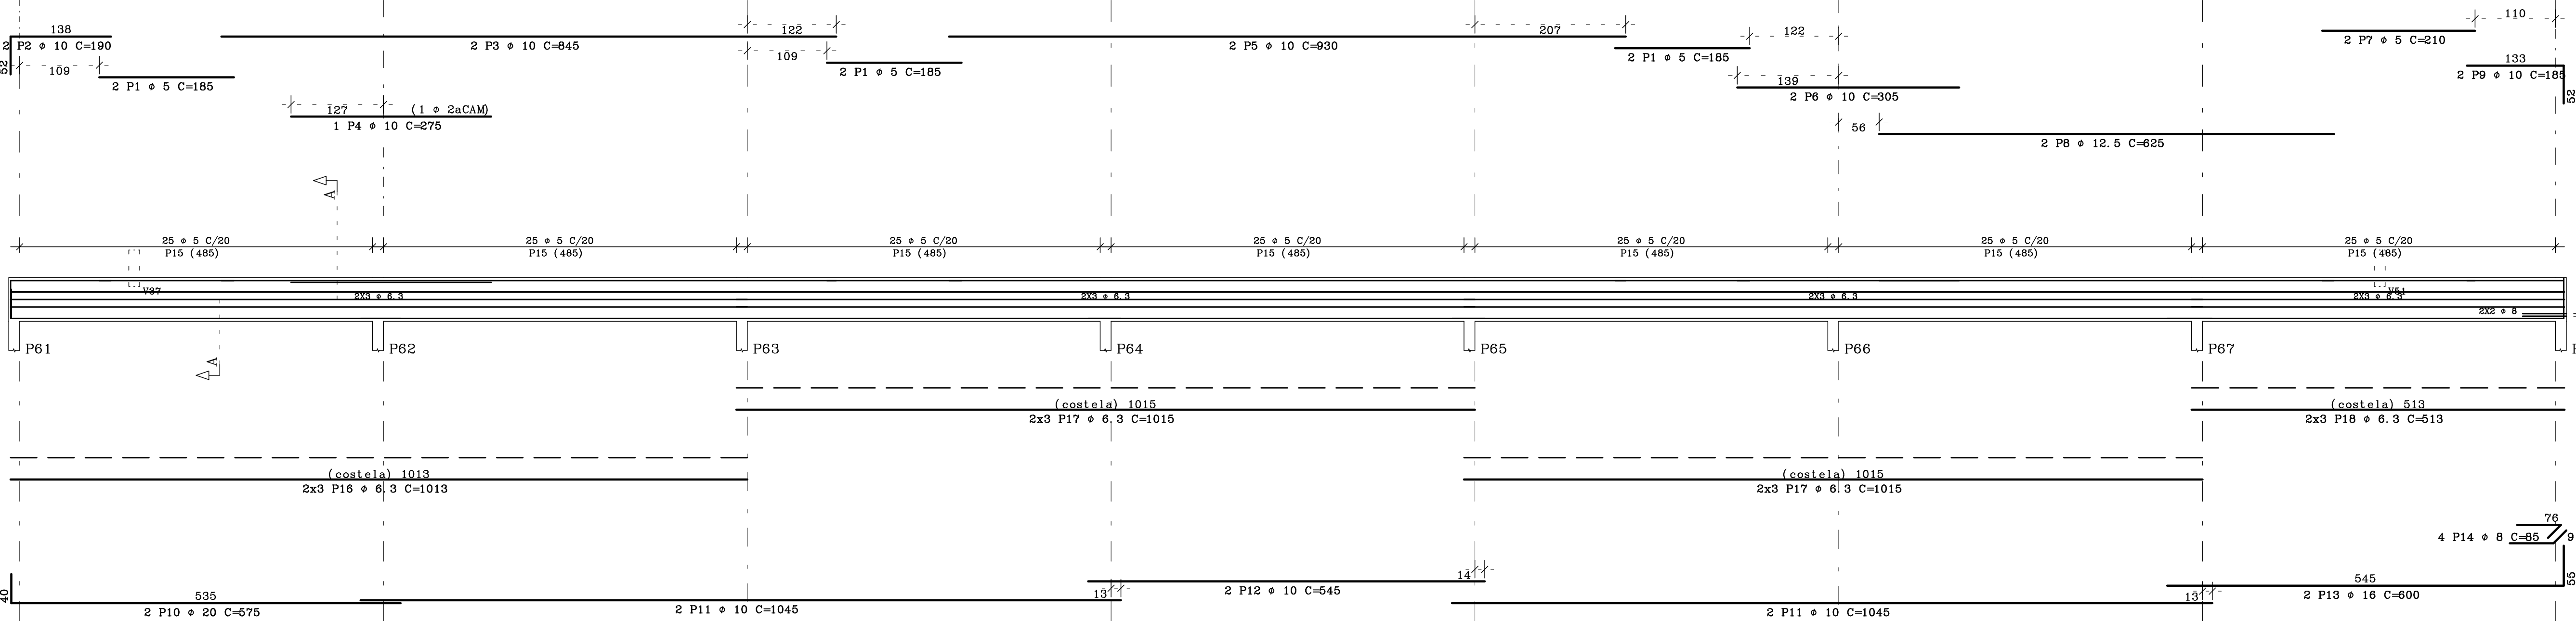 138
122
207
122
110
2 P2 ø 10 C=190
2 P3 ø 10 C=845
2 P5 ø 10 C=930
2 P7 ø 5 C=210
52
109
109
2 P1 ø 5 C=185
2 P1 ø 5 C=185
2 P1 ø 5 C=185
139
133
2 P9 ø 10 C=185
52
2 P6 ø 10 C=305
127
(1 ø 2aCAM)
1 P4 ø 10 C=275
56
2 P8 ø 12.5 C=625
A
25 ø 5 C/20
25 ø 5 C/20
25 ø 5 C/20
25 ø 5 C/20
25 ø 5 C/20
25 ø 5 C/20
25 ø 5 C/20
P15 (485)
P15 (485)
P15 (485)
P15 (485)
P15 (485)
P15 (485)
P15 (485)
V37
V51
2X3 ø 6.3
2X3 ø 6.3
2X3 ø 6.3
2X3 ø 6.3
2X2 ø 8
P61
P62
P63
P64
P65
P66
P67
A
(costela) 1015
(costela) 513
2x3 P17 ø 6.3 C=1015
2x3 P18 ø 6.3 C=513
(costela) 1013
(costela) 1015
2x3 P16 ø 6.3 C=1013
2x3 P17 ø 6.3 C=1015
76
4 P14 ø 8 C=85
9
14
2 P12 ø 10 C=545
545
55
40
535
13
13
2 P13 ø 16 C=600
2 P10 ø 20 C=575
2 P11 ø 10 C=1045
2 P11 ø 10 C=1045